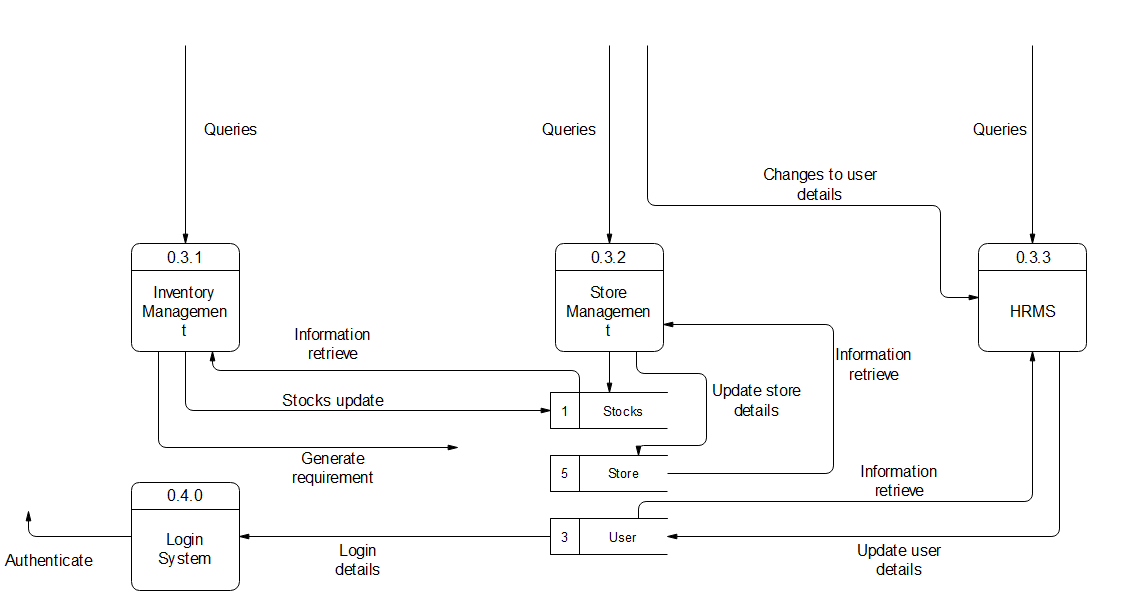 Queries
Queries
Queries
Changes to user
details
0.3.1
0.3.2
0.3.3
Inventory
Managemen
t
Store
Managemen
t
HRMS
Information
retrieve
Information
retrieve
Stocks update
Update store
details
1
Stocks
Generate
requirement
5
Store
Information
retrieve
0.4.0
Login
System
3
User
Authenticate
Login
details
Update user
details